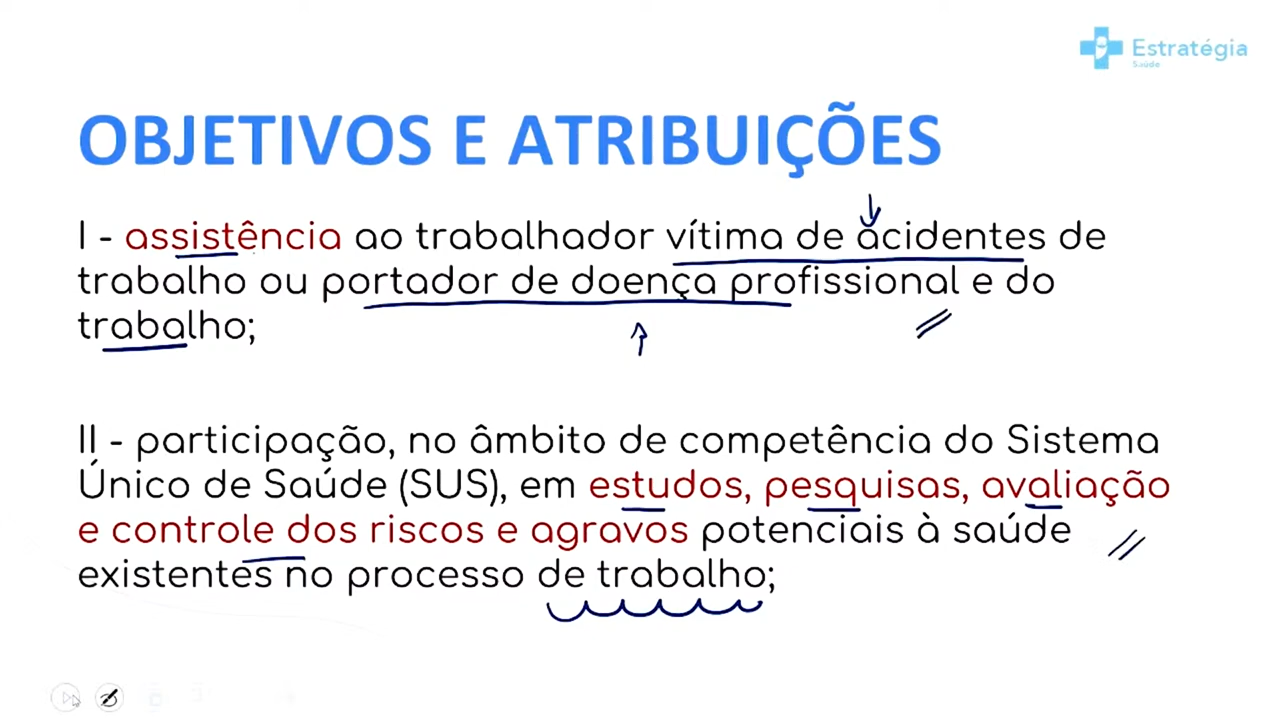 Estratégia
Saúde
OBJETIVOS E ATRIBUIÇÕES
I - assistência ao trabalhador vítima de acidentes de
trabalho ou portador de doença profissional e do
trabalho;
II - participação, no âmbito de competência do Sistema
Único de Saúde (SUS), em estudos, pesquisas, avaliação
e controle dos riscos e agravos potenciais à saúde
existentes no processo de trabalho;